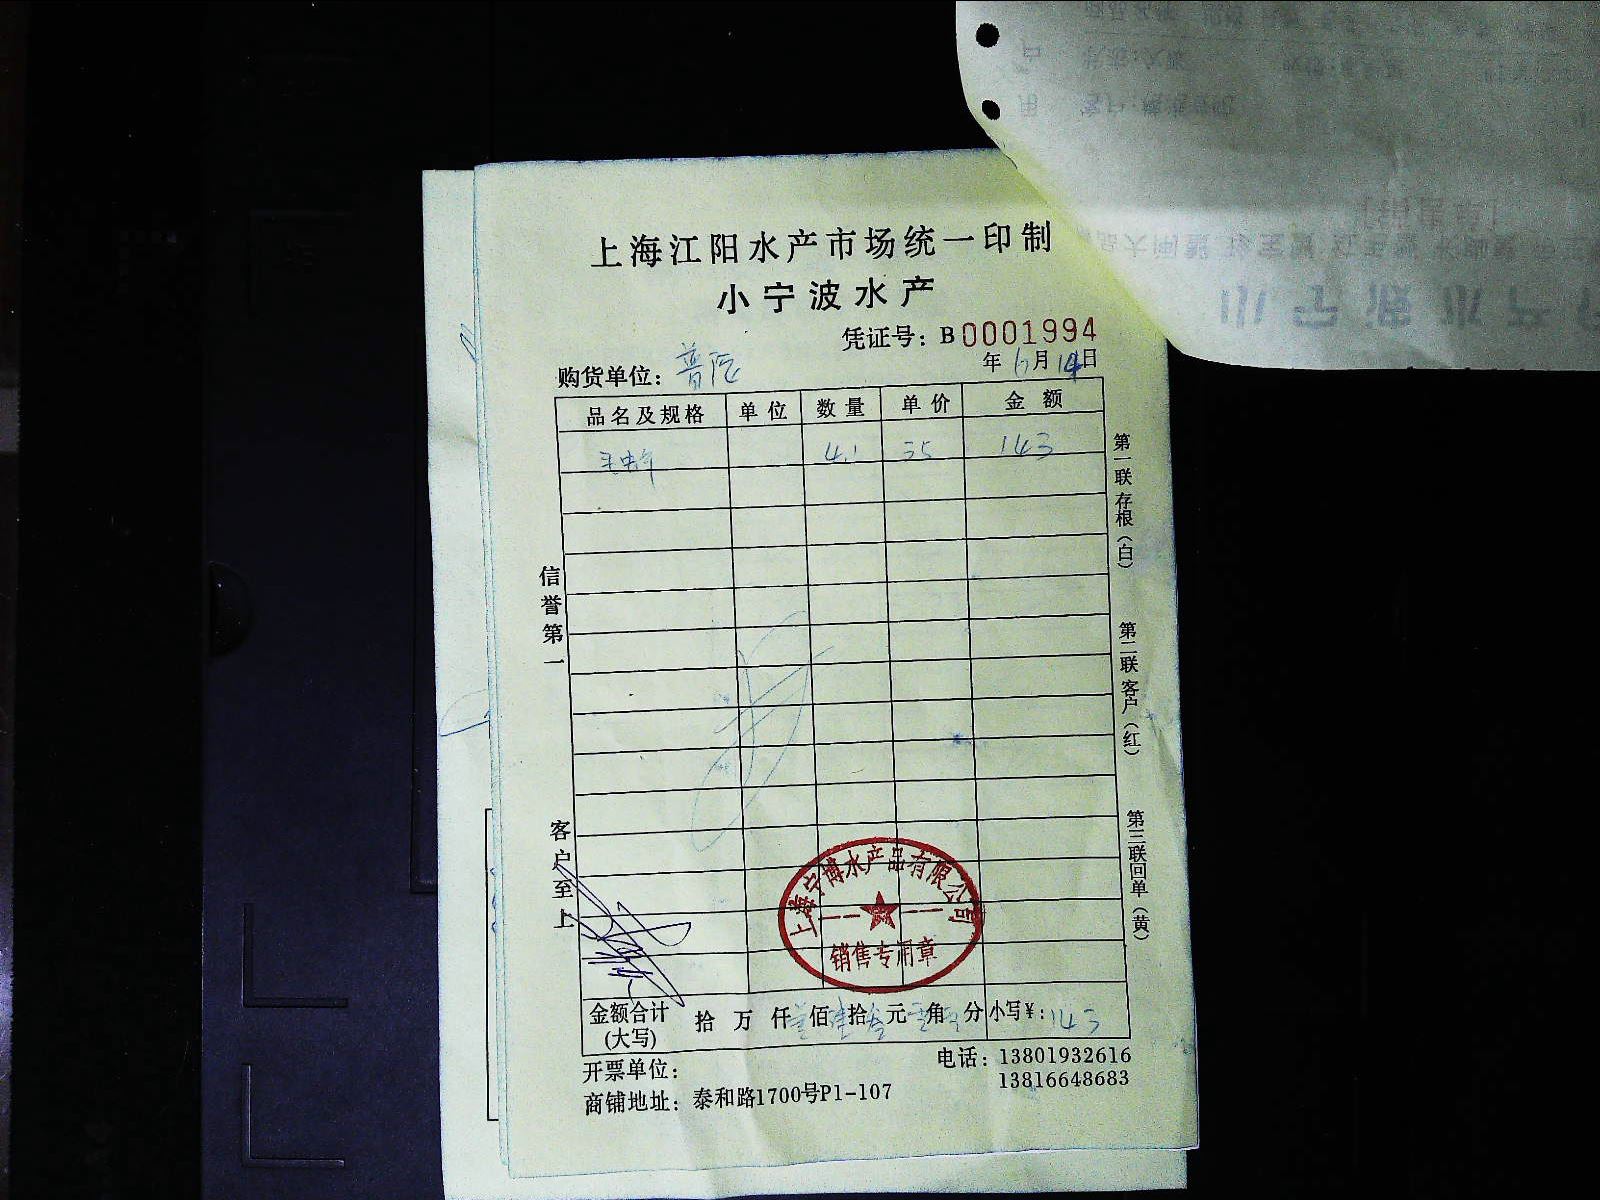 上海江阳水产市场统一印制
小宁波水产
凭证号：B0001994
购货单位：普陀
年6月14日
品名及规格 单位 数量 单价 金额
4.1 35 143
信誉第一
客户至上
第一联存根（白）
第二联客户（红）
第三联回单（黄）
上海宁博水产品有限公司
销售专用章
金额合计(大写) 拾 万 仟 佰 拾 元 角 分 小写¥：143
开票单位：
电话：13801932616
13816648683
商铺地址：泰和路1700号P1-107
小宁波水产